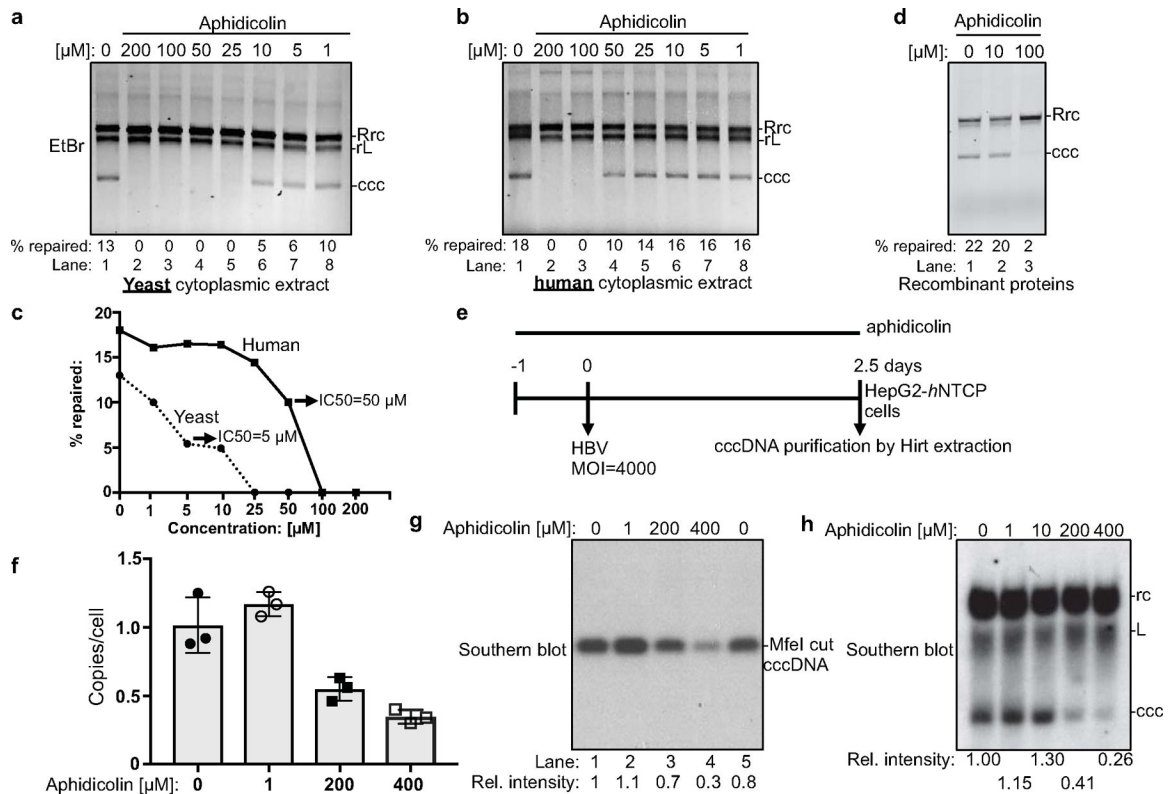 a
Aphidicolin
[µM]: 0 200 100 50 25 10 5 1
EtBr
Rrc
rL
ccc
% repaired: 13 0 0 0 0 5 6 10
Lane: 1 2 3 4 5 6 7 8
Yeast cytoplasmic extract
b
Aphidicolin
[µM]: 0 200 100 50 25 10 5 1
Rrc
rL
ccc
% repaired: 18 0 0 10 14 16 16 16
Lane: 1 2 3 4 5 6 7 8
human cytoplasmic extract
d
Aphidicolin
[µM]: 0 10 100
Rrc
ccc
% repaired: 22 20 2
Lane: 1 2 3
Recombinant proteins
c
% repaired:
20
15
10
5
0
Human
IC50=50 µM
Yeast
IC50=5 µM
0 1 5 10 25 50 100 200
Concentration: [µM]
e
aphidicolin
-1 0 2.5 days
HepG2-hNTCP
cells
HBV
MOI=4000
cccDNA purification by Hirt extraction
f
Copies/cell
1.5
1.0
0.5
0.0
Aphidicolin [µM]: 0 1 200 400
g
Aphidicolin [µM]: 0 1 200 400 0
Southern blot
MfeI cut
cccDNA
Lane: 1 2 3 4 5
Rel. intensity: 1 1.1 0.7 0.3 0.8
h
Aphidicolin [µM]: 0 1 10 200 400
Southern blot
rc
L
ccc
Rel. intensity: 1.00 1.30 0.26
1.15 0.41